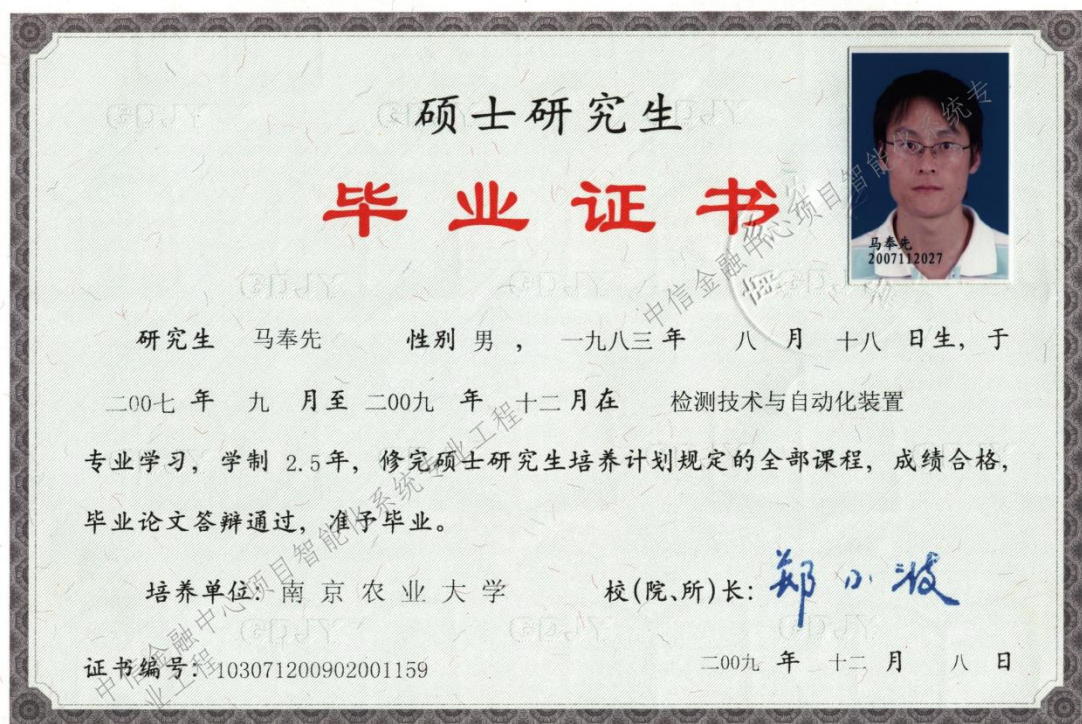 硕士研究生
毕业证书
马奉先
2007112027
研究生 马奉先 性别 男 ， 一九八三 年 八 月 十八 日生，于
二00七 年 九 月至 二00九 年 十二 月在 检测技术与自动化装置
专业学习，学制 2.5年，修完硕士研究生培养计划规定的全部课程，成绩合格，
毕业论文答辩通过，准予毕业。
培养单位：南京农业大学 校(院、所)长：郑小波
证书编号：103071200902001159 二00九 年 十二 月 八 日
中信金融中心项目智能化系统专业工程
中信金融中心项目智能化系统专业工程